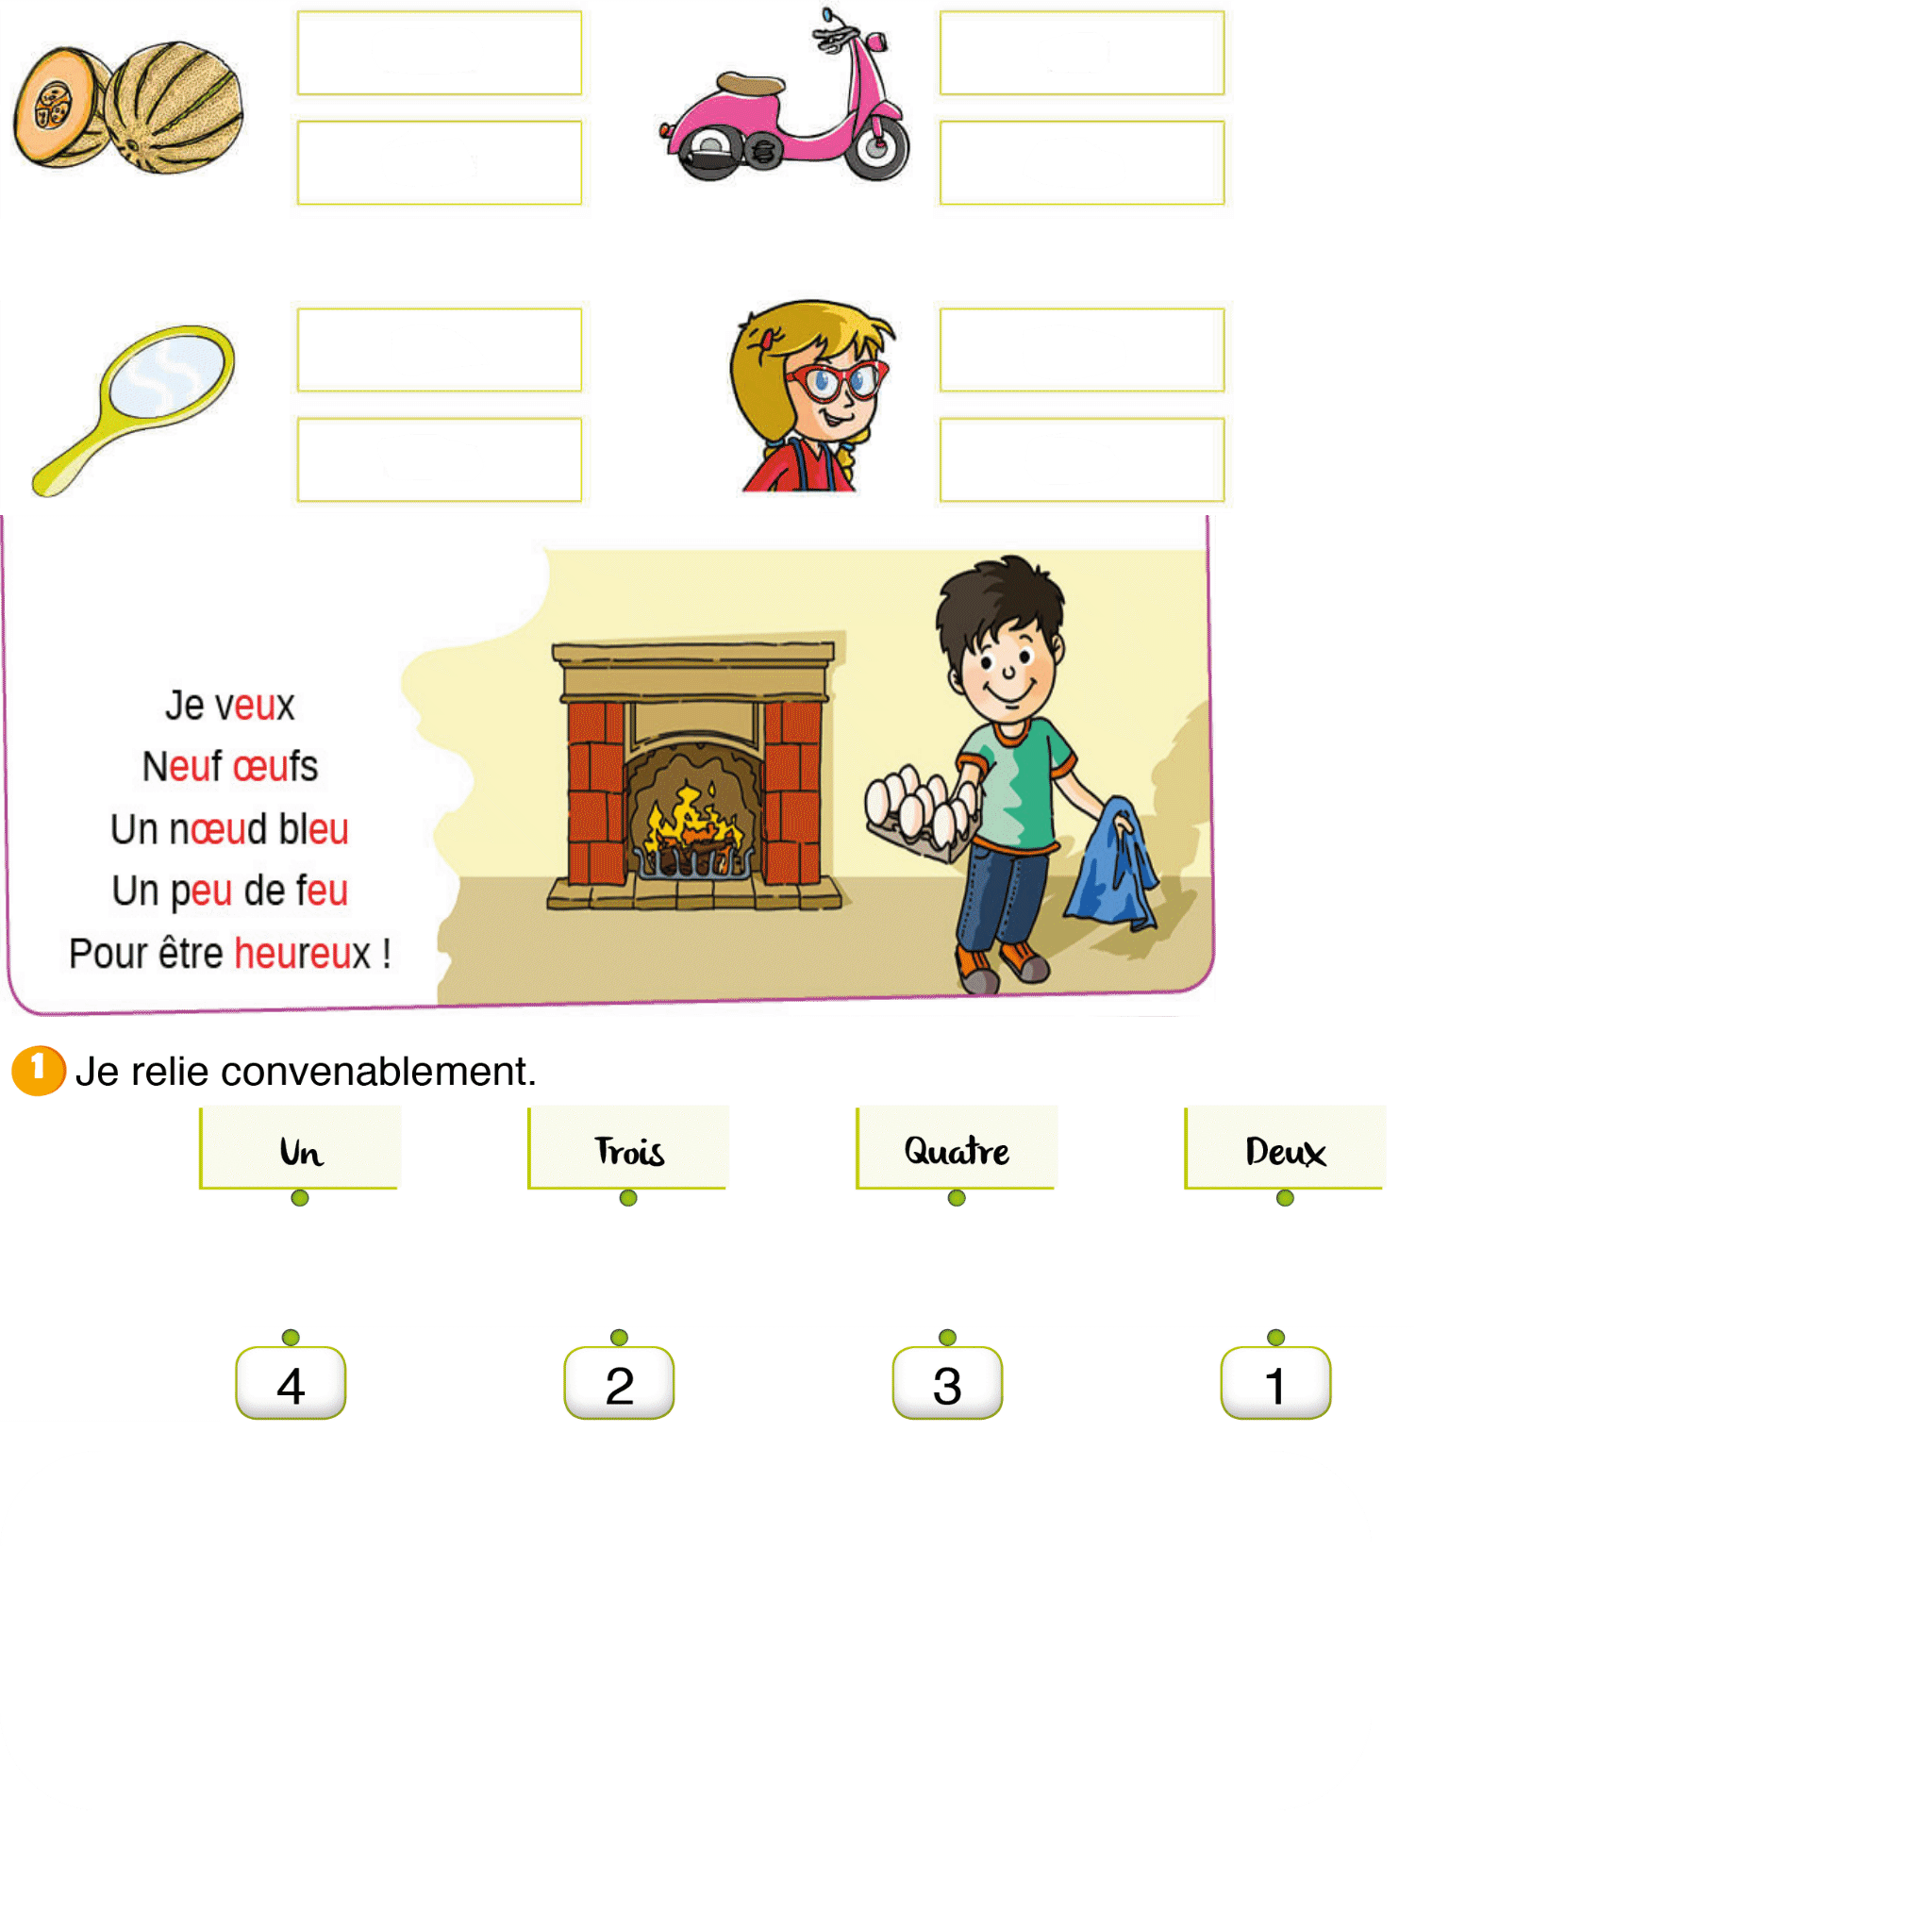 Je veux
Neuf œufs
Un nœud bleu
Un peu de feu
Pour être heureux !
1 Je relie convenablement.
Un Trois Quatre Deux
4 2 3 1